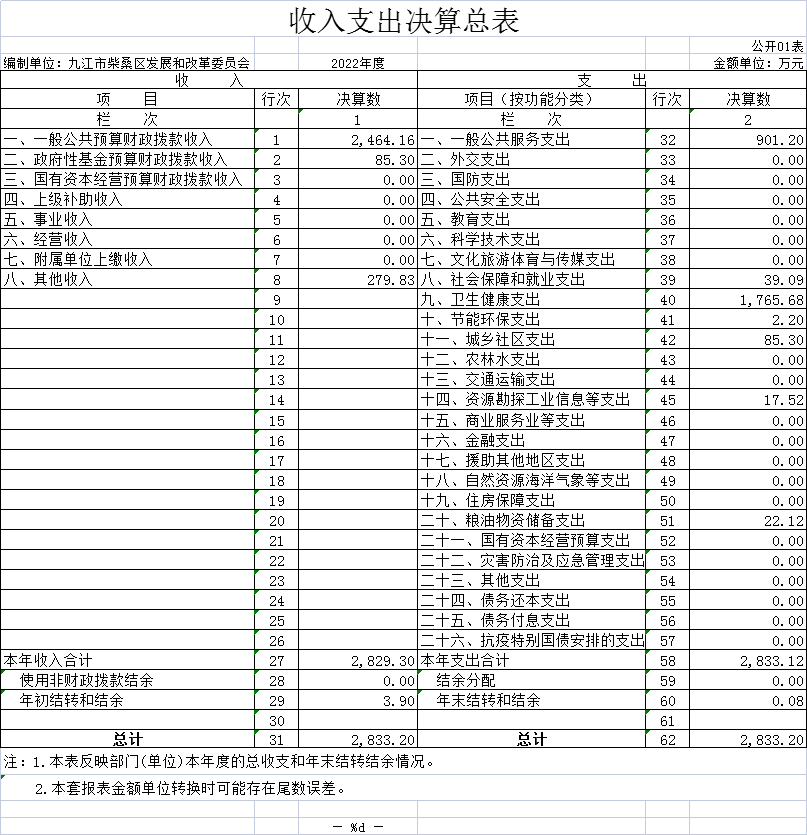 收入支出决算总表
公开01表
编制单位：九江市柴桑区发展和改革委员会 2022年度 金额单位：万元
收 入 支 出
项 目 行次 决算数 项目（按功能分类） 行次 决算数
栏 次 1 栏 次 2
一、一般公共预算财政拨款收入 1 2,464.16 一、一般公共服务支出 32 901.20
二、政府性基金预算财政拨款收入 2 85.30 二、外交支出 33 0.00
三、国有资本经营预算财政拨款收入 3 0.00 三、国防支出 34 0.00
四、上级补助收入 4 0.00 四、公共安全支出 35 0.00
五、事业收入 5 0.00 五、教育支出 36 0.00
六、经营收入 6 0.00 六、科学技术支出 37 0.00
七、附属单位上缴收入 7 0.00 七、文化旅游体育与传媒支出 38 0.00
八、其他收入 8 279.83 八、社会保障和就业支出 39 39.09
9 九、卫生健康支出 40 1,765.68
10 十、节能环保支出 41 2.20
11 十一、城乡社区支出 42 85.30
12 十二、农林水支出 43 0.00
13 十三、交通运输支出 44 0.00
14 十四、资源勘探工业信息等支出 45 17.52
15 十五、商业服务业等支出 46 0.00
16 十六、金融支出 47 0.00
17 十七、援助其他地区支出 48 0.00
18 十八、自然资源海洋气象等支出 49 0.00
19 十九、住房保障支出 50 0.00
20 二十、粮油物资储备支出 51 22.12
21 二十一、国有资本经营预算支出 52 0.00
22 二十二、灾害防治及应急管理支出 53 0.00
23 二十三、其他支出 54 0.00
24 二十四、债务还本支出 55 0.00
25 二十五、债务付息支出 56 0.00
26 二十六、抗疫特别国债安排的支出 57 0.00
本年收入合计 27 2,829.30 本年支出合计 58 2,833.12
使用非财政拨款结余 28 0.00 结余分配 59 0.00
年初结转和结余 29 3.90 年末结转和结余 60 0.08
30 61
总计 31 2,833.20 总计 62 2,833.20
注：1.本表反映部门(单位)本年度的总收支和年末结转结余情况。
2.本套报表金额单位转换时可能存在尾数误差。
— %d —